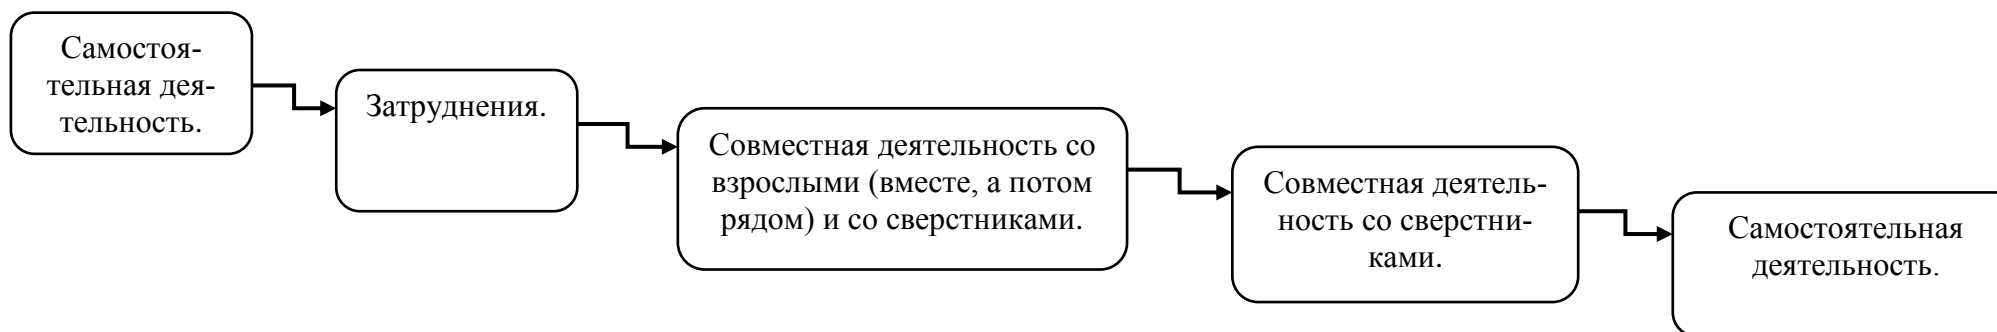 Самостоя-
тельная дея-
тельность.
Затруднения.
Совместная деятельность со
взрослыми (вместе, а потом
рядом) и со сверстниками.
Совместная деятель-
ность со сверстни-
ками.
Самостоятельная
деятельность.